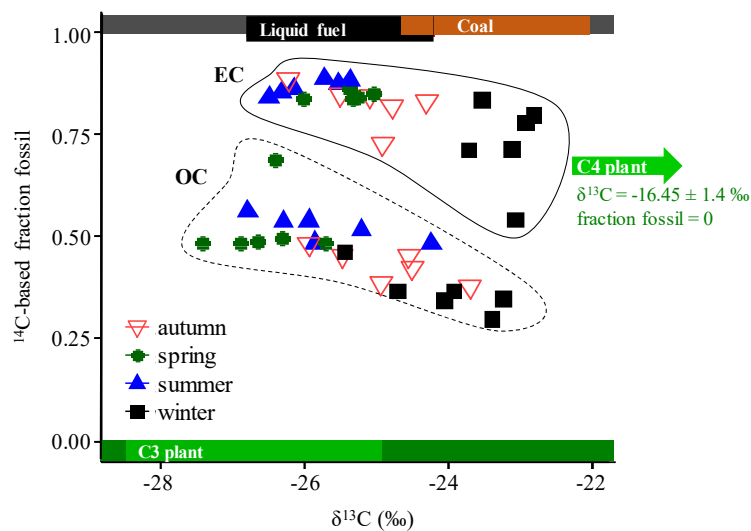 1.00
Liquid fuel
Coal
EC
0.75
C4 plant
OC
δ13C = -16.45 ± 1.4 ‰
fraction fossil = 0
0.50
14C-based fraction fossil
0.25
autumn
spring
summer
winter
0.00
C3 plant
-28
-26
-24
-22
δ13C (‰)